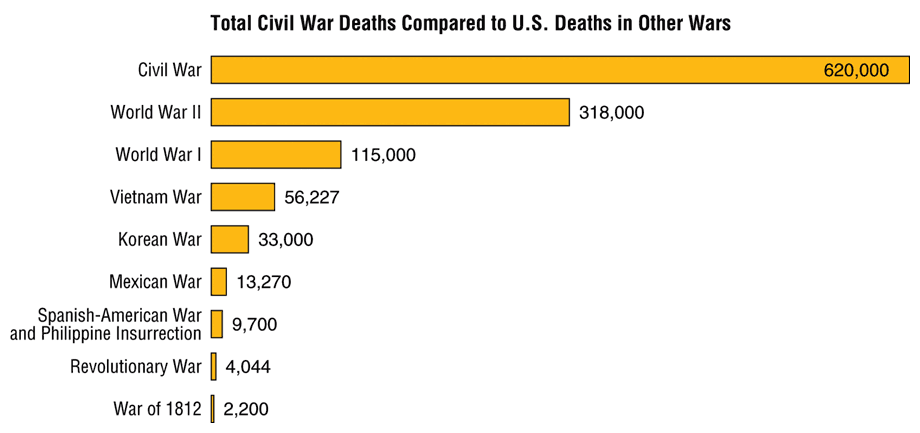 Total Civil War Deaths Compared to U.S. Deaths in Other Wars
Civil War 620,000
World War II 318,000
World War I 115,000
Vietnam War 56,227
Korean War 33,000
Mexican War 13,270
Spanish-American War
and Philippine Insurrection 9,700
Revolutionary War 4,044
War of 1812 2,200